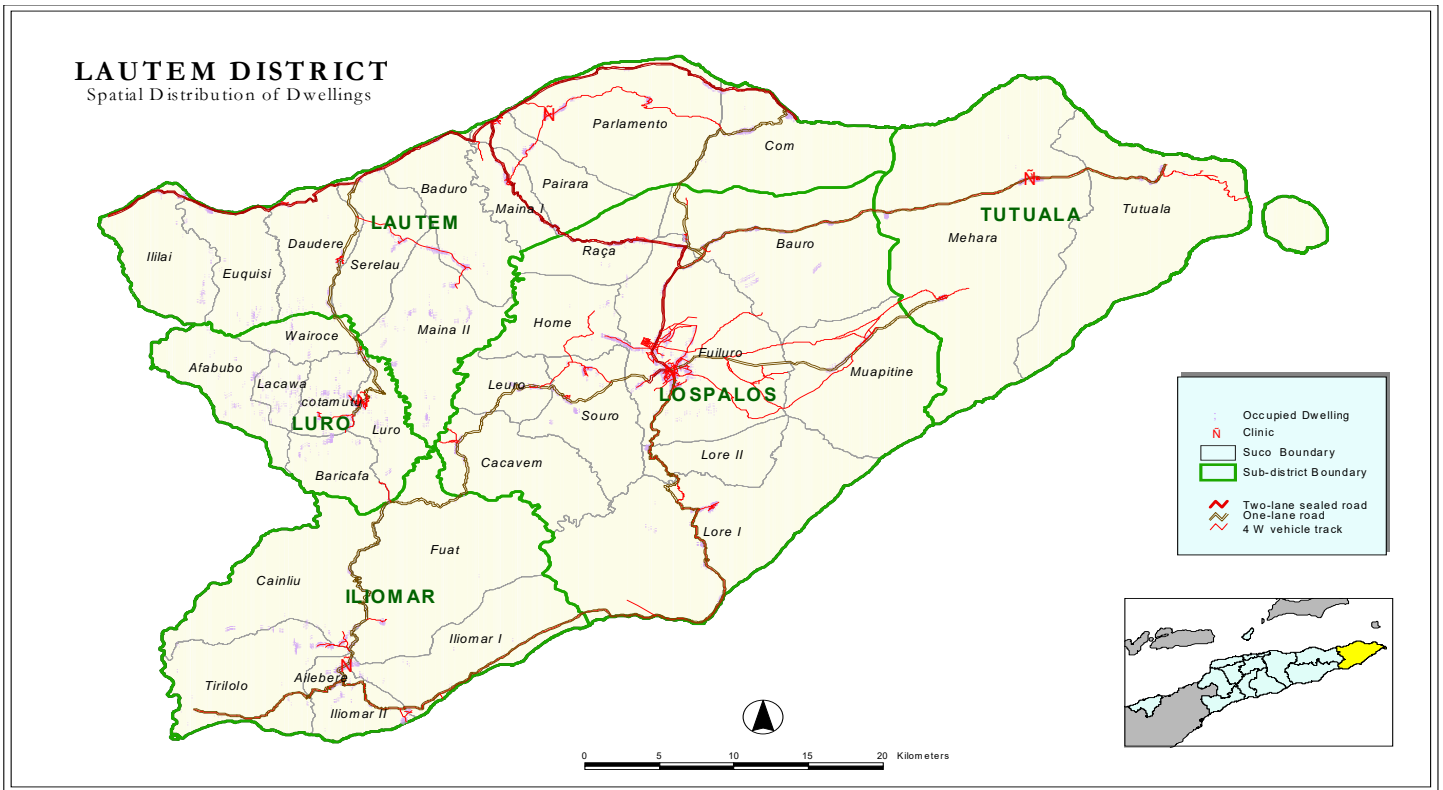 LAUTEM DISTRICT
Spatial Distribution of Dwellings
Ñ
Parlamento
Com
Pairara
Maina I
Baduro
LAUTEM
Ñ
TUTUALA
Tutuala
Mehara
Ililai
Euquisi
Daudere
Serelau
Raça
Bauro
Maina II
Home
Wairoce
Afabubo
Lacawa
cotamutu
LURO
Luro
Baricafa
Leuro
Fuiluro
Muapitine
LOSPALOS
Souro
Cacavem
Lore II
Lore I
Fuat
Cainliu
ILIOMAR
Iliomar I
Ñ
Ailebere
Tirilolo
Iliomar II
Occupied Dwelling
Ñ Clinic
Suco Boundary
Sub-district Boundary
Two-lane sealed road
One-lane road
4 W vehicle track
0 5 10 15 20 Kilometers